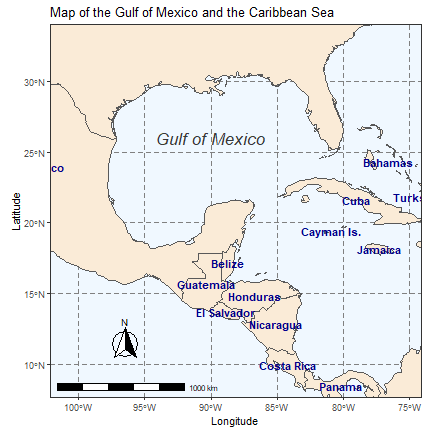 Map of the Gulf of Mexico and the Caribbean Sea
30°N
Gulf of Mexico
25°N
Bahamas
co
Turks
Cuba
20°N
Cayman Is.
Jamaica
Belize
Guatemala
15°N
Honduras
El Salvador
Nicaragua
N
10°N
Costa Rica
Panama
1000 km
100°W 95°W 90°W 85°W 80°W 75°W
Longitude
Latitude